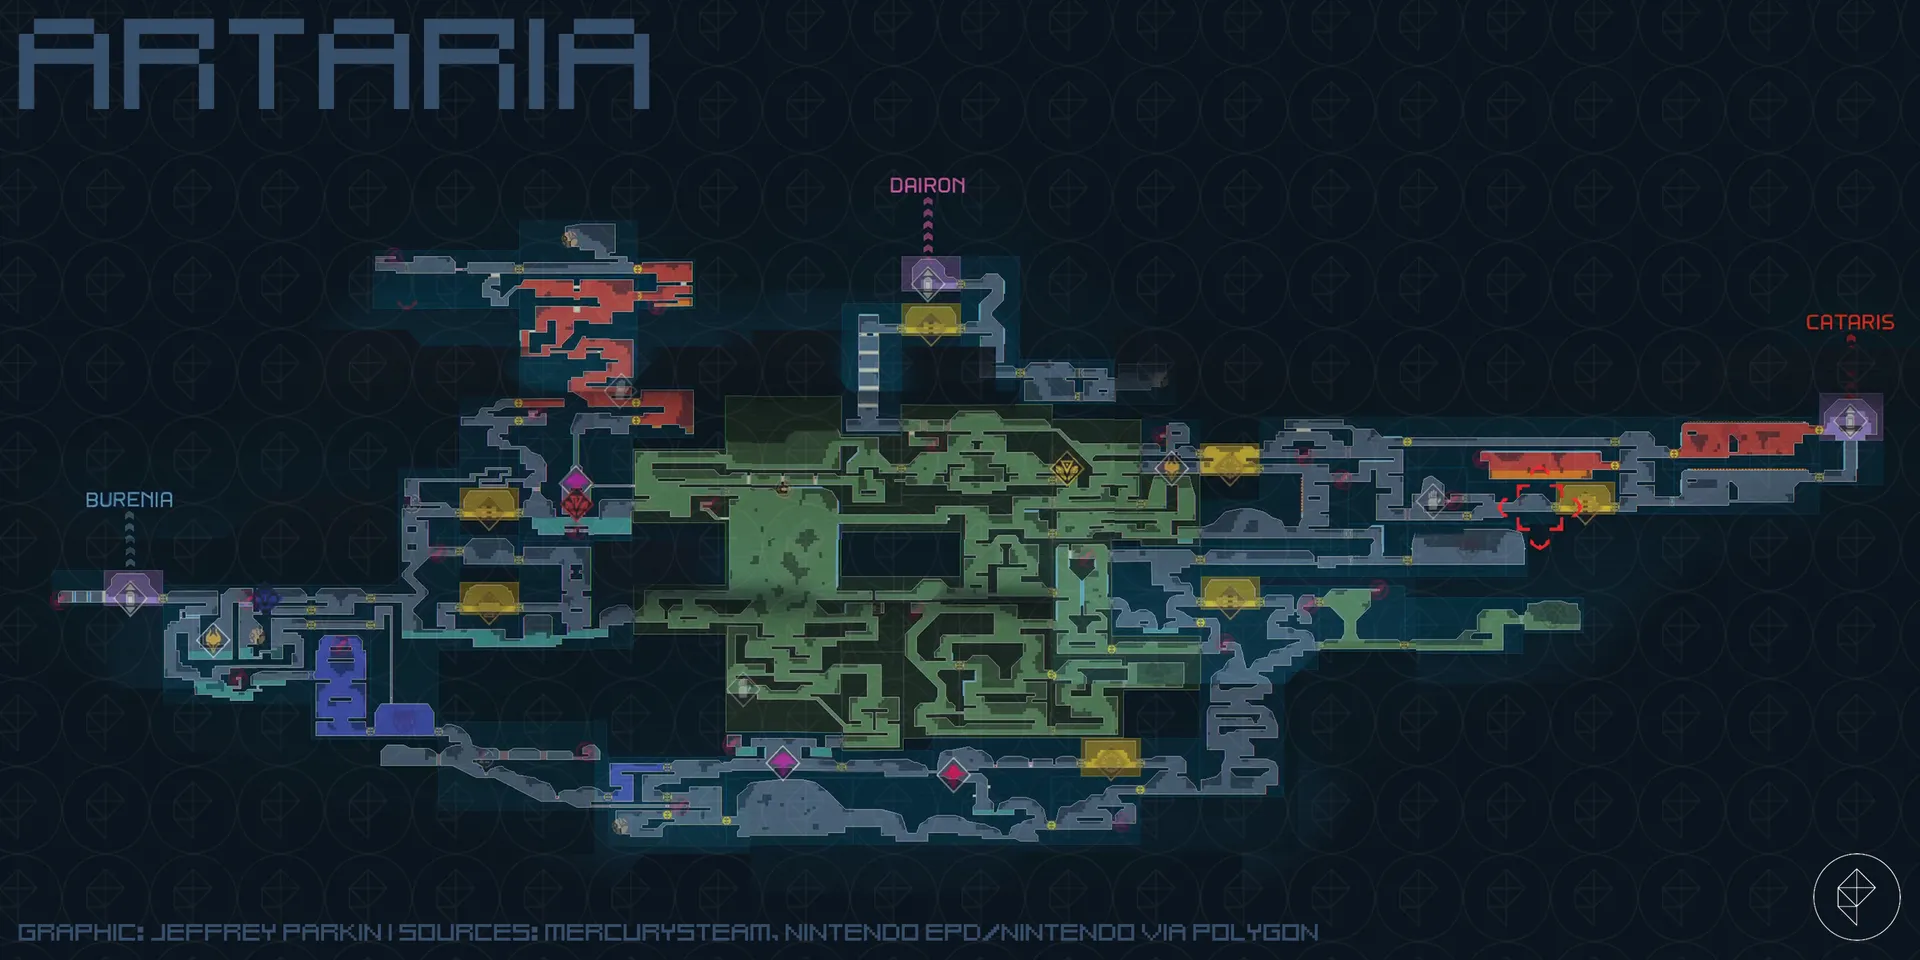 ARTARIA
DAIRON
CATARIS
BURENIA
GRAPHIC: JEFFREY PARKIN | SOURCES: MERCURYSTEAM, NINTENDO EPD/NINTENDO VIA POLYGON